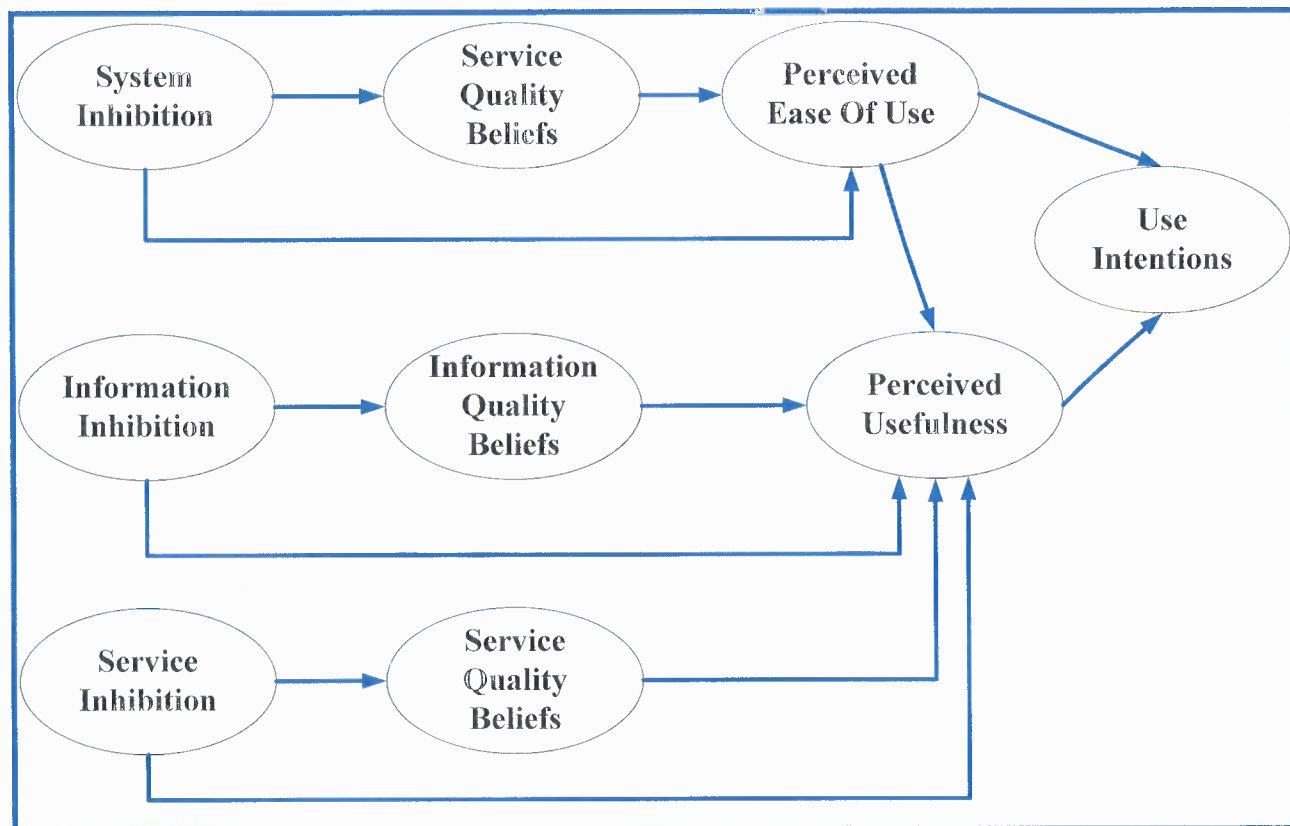 System
Inhibition
Service
Quality
Beliefs
Perceived
Ease Of Use
Use
Intentions
Information
Inhibition
Information
Quality
Beliefs
Perceived
Usefulness
Service
Inhibition
Service
Quality
Beliefs